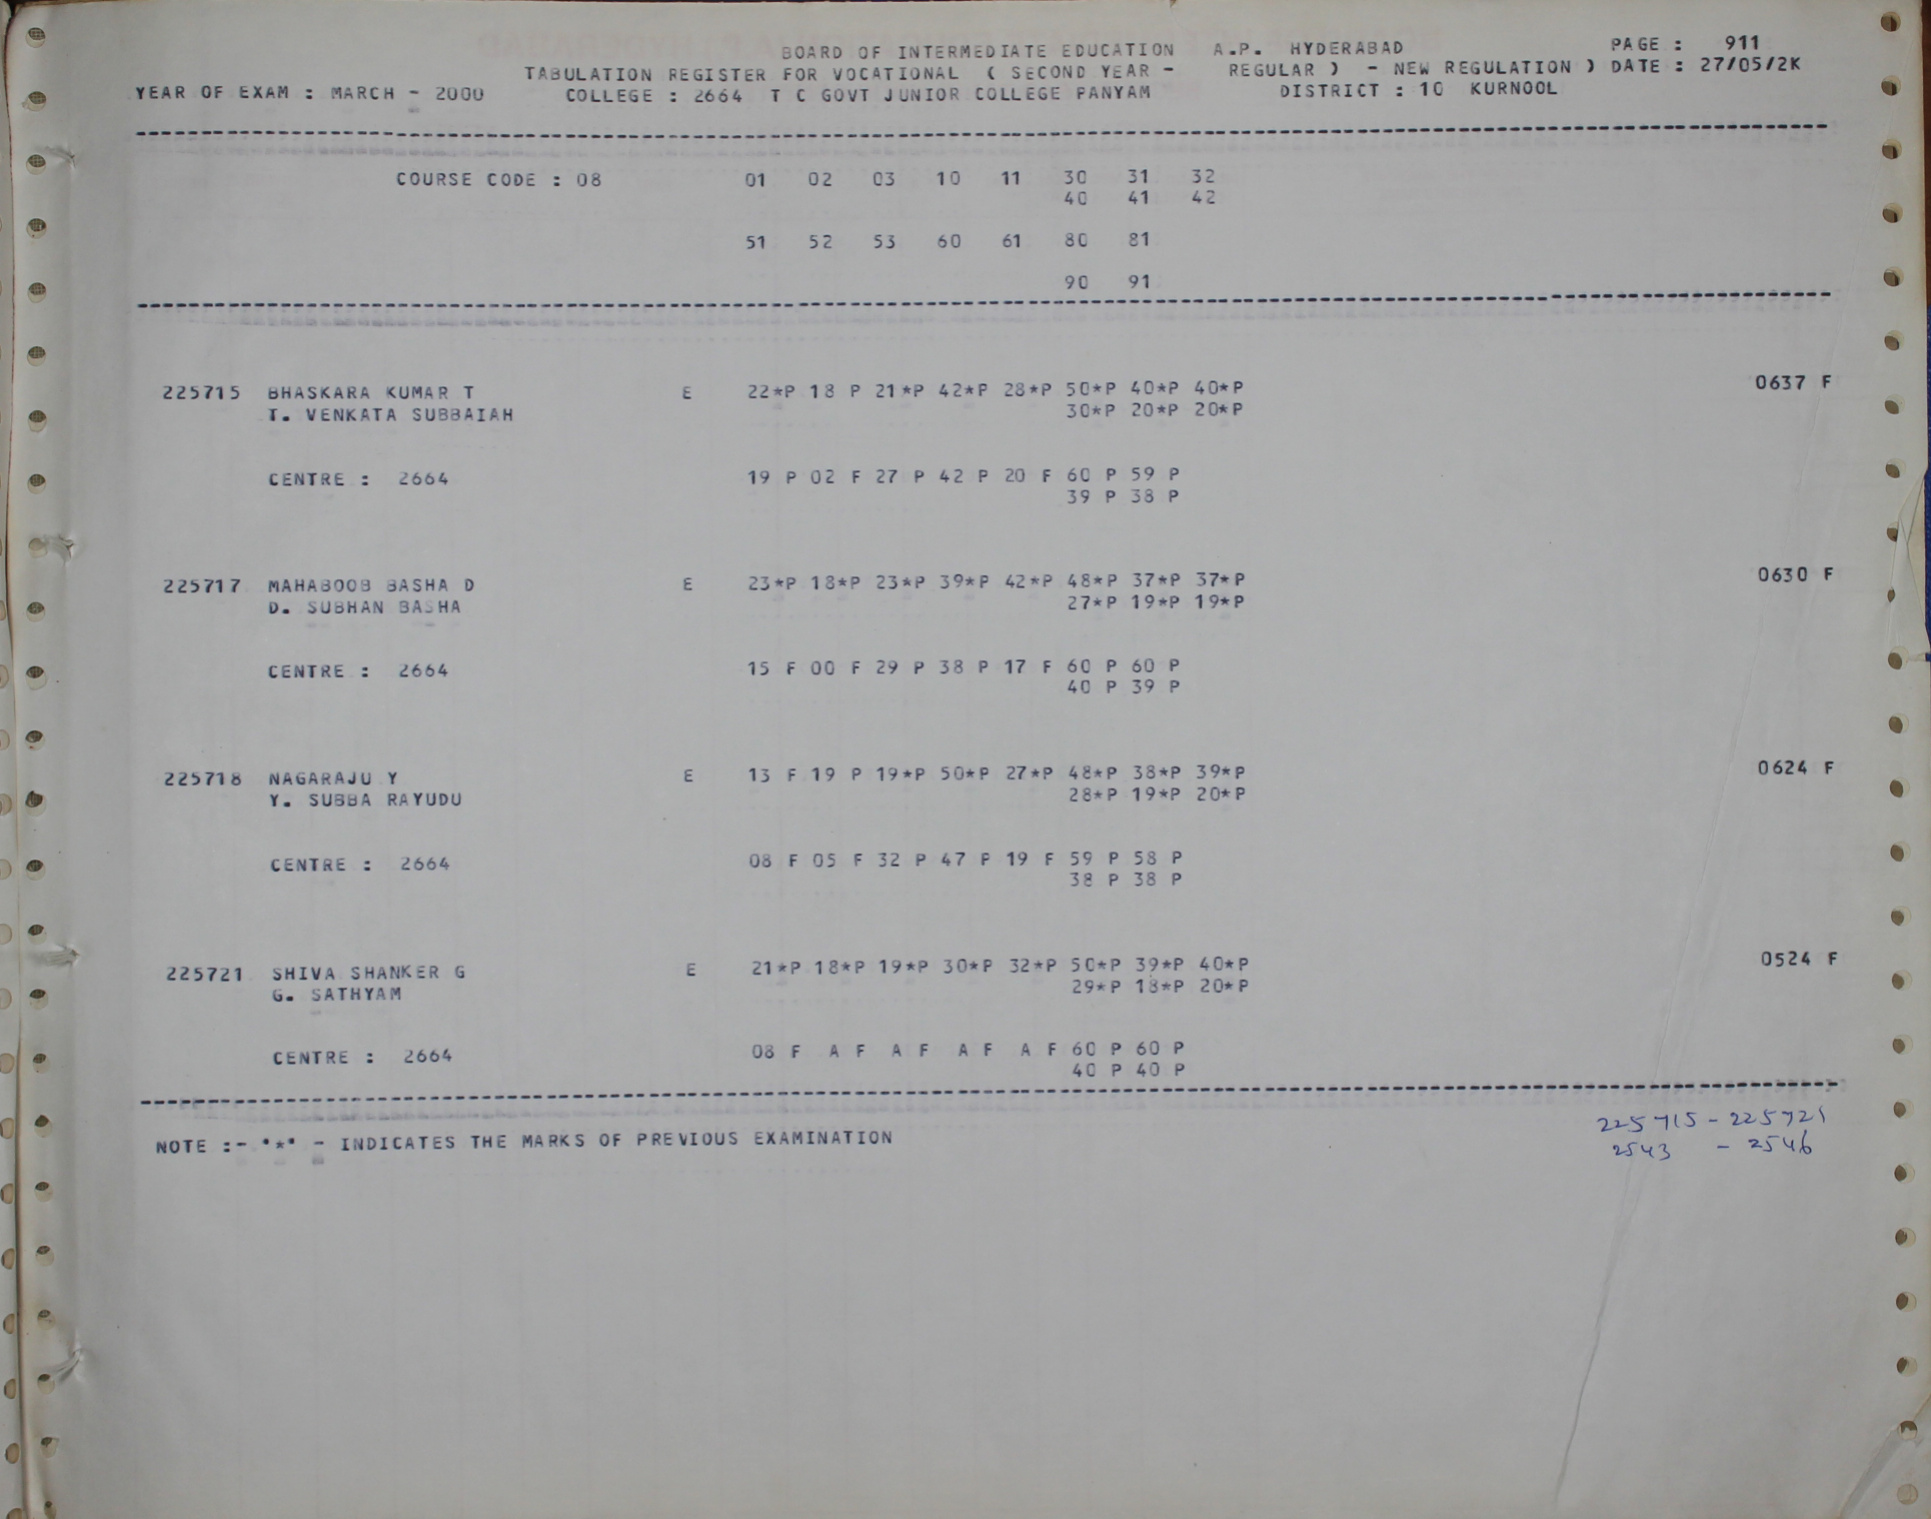 BOARD OF INTERMEDIATE EDUCATION A.P. HYDERABAD PAGE : 911
TABULATION REGISTER FOR VOCATIONAL ( SECOND YEAR - REGULAR ) - NEW REGULATION ) DATE : 27/05/2K
YEAR OF EXAM : MARCH - 2000 COLLEGE : 2664 T C GOVT JUNIOR COLLEGE PANYAM DISTRICT : 10 KURNOOL
COURSE CODE : 08 01 02 03 10 11 30 31 32
40 41 42
51 52 53 60 61 80 81
90 91
225715 BHASKARA KUMAR T E 22*P 18 P 21*P 42*P 28*P 50*P 40*P 40*P 0637 F
T. VENKATA SUBBAIAH 30*P 20*P 20*P
CENTRE : 2664 19 P 02 F 27 P 42 P 20 F 60 P 59 P
39 P 38 P
225717 MAHABOOB BASHA D E 23*P 18*P 23*P 39*P 42*P 48*P 37*P 37*P 0630 F
D. SUBHAN BASHA 27*P 19*P 19*P
CENTRE : 2664 15 F 00 F 29 P 38 P 17 F 60 P 60 P
40 P 39 P
225718 NAGARAJU Y E 13 F 19 P 19*P 50*P 27*P 48*P 38*P 39*P 0624 F
Y. SUBBA RAYUDU 28*P 19*P 20*P
CENTRE : 2664 08 F 05 F 32 P 47 P 19 F 59 P 58 P
38 P 38 P
225721 SHIVA SHANKER G E 21*P 18*P 19*P 30*P 32*P 50*P 39*P 40*P 0524 F
G. SATHYAM 29*P 18*P 20*P
CENTRE : 2664 08 F A F A F A F A F 60 P 60 P
40 P 40 P
NOTE :- '*' - INDICATES THE MARKS OF PREVIOUS EXAMINATION
225715 - 225721
2543 - 2546